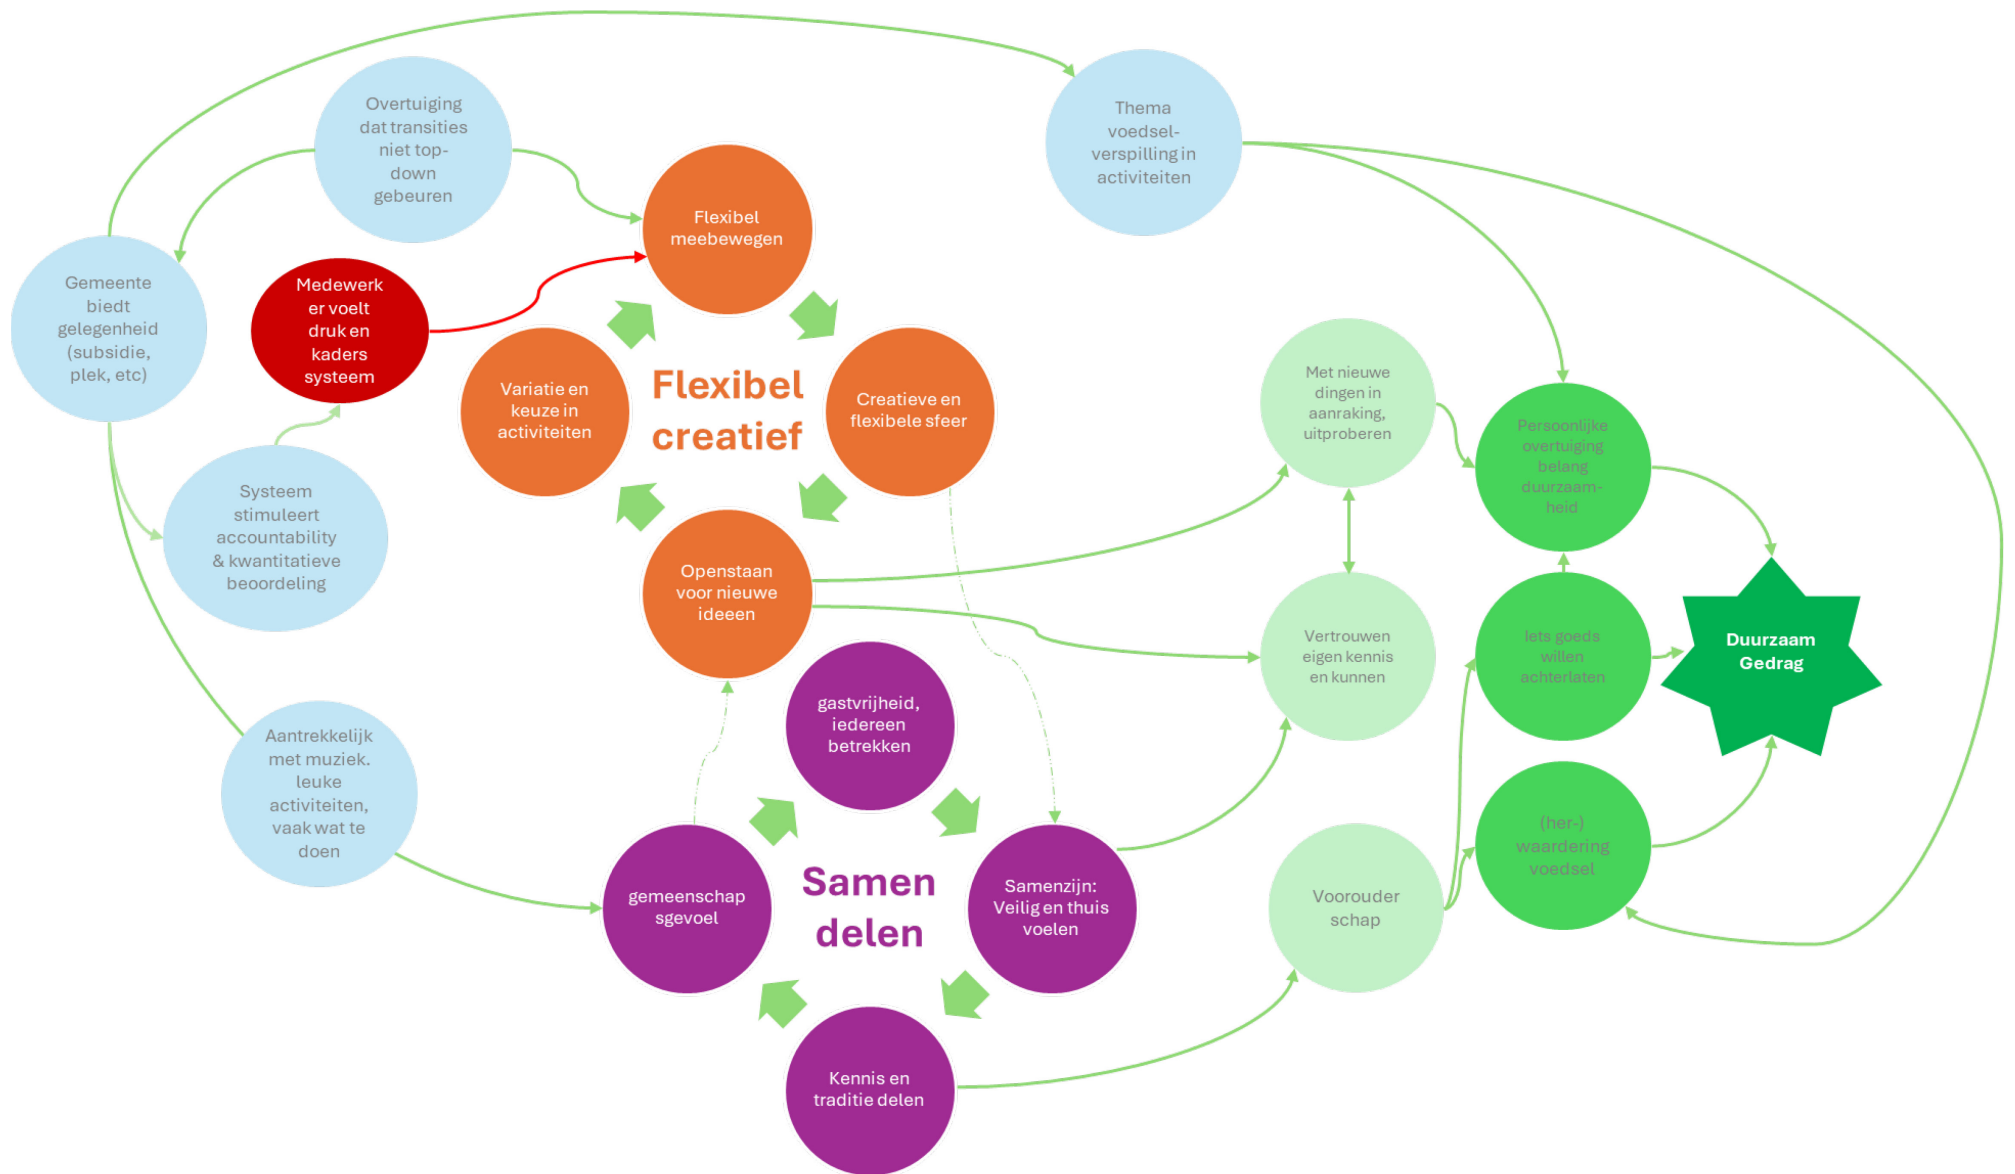 Overtuiging
dat transities
niet top-
down
gebeuren
Thema
voedsel-
verspilling in
activiteiten
Flexibel
meebewegen
Gemeente
biedt
gelegenheid
(subsidie,
plek, etc)
Medewerk
er voelt
druk en
kaders
systeem
Variatie en
keuze in
activiteiten
Flexibel
creatief
Creatieve en
flexibele sfeer
Met nieuwe
dingen in
aanraking,
uitproberen
Persoonlijke
overtuiging
belang
duurzaam-
heid
Systeem
stimuleert
accountability
& kwantitatieve
beoordeling
Openstaan
voor nieuwe
ideeen
Vertrouwen
eigen kennis
en kunnen
Iets goeds
willen
achterlaten
Duurzaam
Gedrag
gastvrijheid,
iedereen
betrekken
Aantrekkelijk
met muziek.
leuke
activiteiten,
vaak wat te
doen
gemeenschap
sgevoel
Samen
delen
Samenzijn:
Veilig en thuis
voelen
Voorouder
schap
(her-)
waardering
voedsel
Kennis en
traditie delen